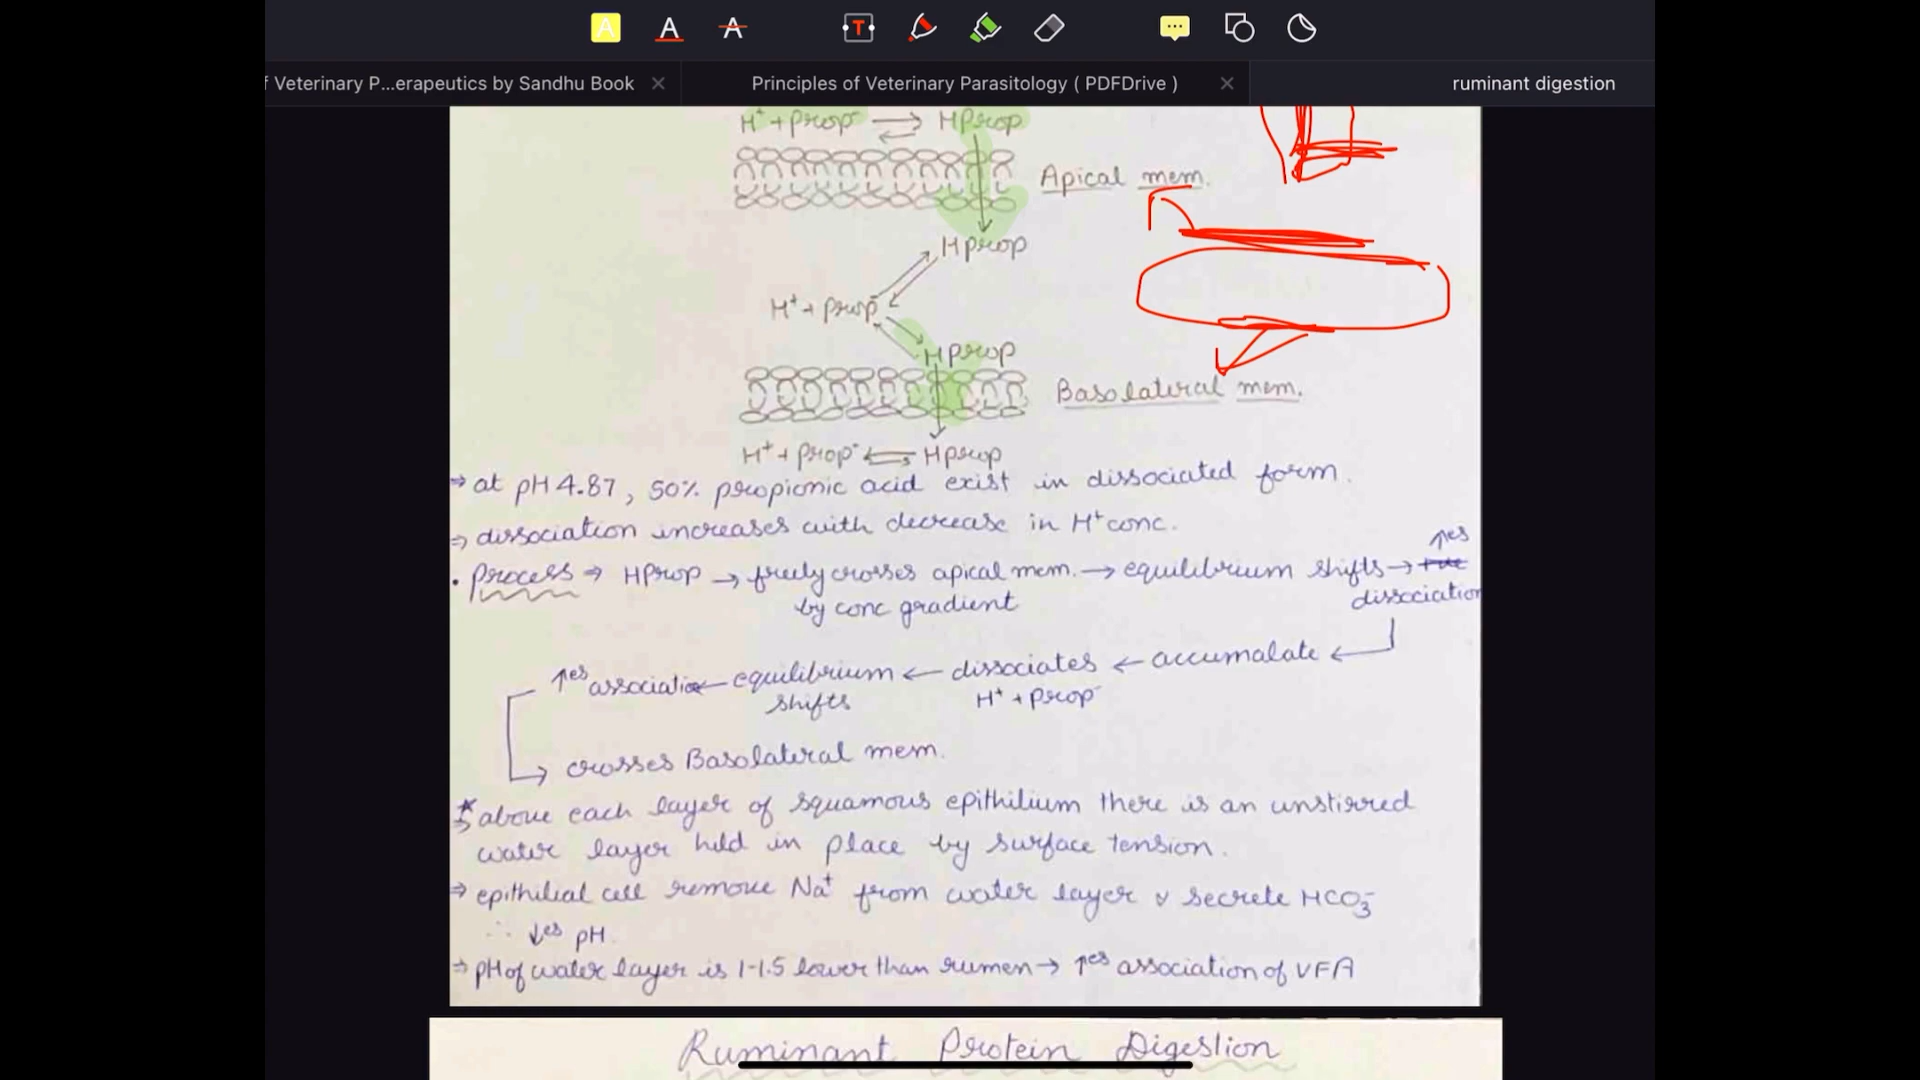 A A A T
f Veterinary P...erapeutics by Sandhu Book
Principles of Veterinary Parasitology ( PDFDrive )
ruminant digestion
H⁺ + prop⁻ ⇌ HProp
Apical mem.
HProp
H⁺ + prop⁻
HProp
Basolateral mem.
H⁺ + prop⁻ ⇌ HProp
⇒ at pH 4.87, 50% propionic acid exist in dissociated form.
⇒ dissociation increases with decrease in H⁺ conc.
• Process ⇒ HProp → freely crosses apical mem. → equilibrium shifts → ↑es
by conc gradient dissociation
↑es association ← equilibrium ← dissociates ← accumalate ←
shifts H⁺ + prop⁻
→ crosses Basolateral mem.
* above each layer of squamous epithilium there is an unstirred
water layer held in place by surface tension.
⇒ epithilial cell remove Na⁺ from water layer & secrete HCO₃⁻
∴ ↓es pH.
⇒ pH of water layer is 1-1.5 lower than rumen → ↑es association of VFA
Ruminant Protein Digestion